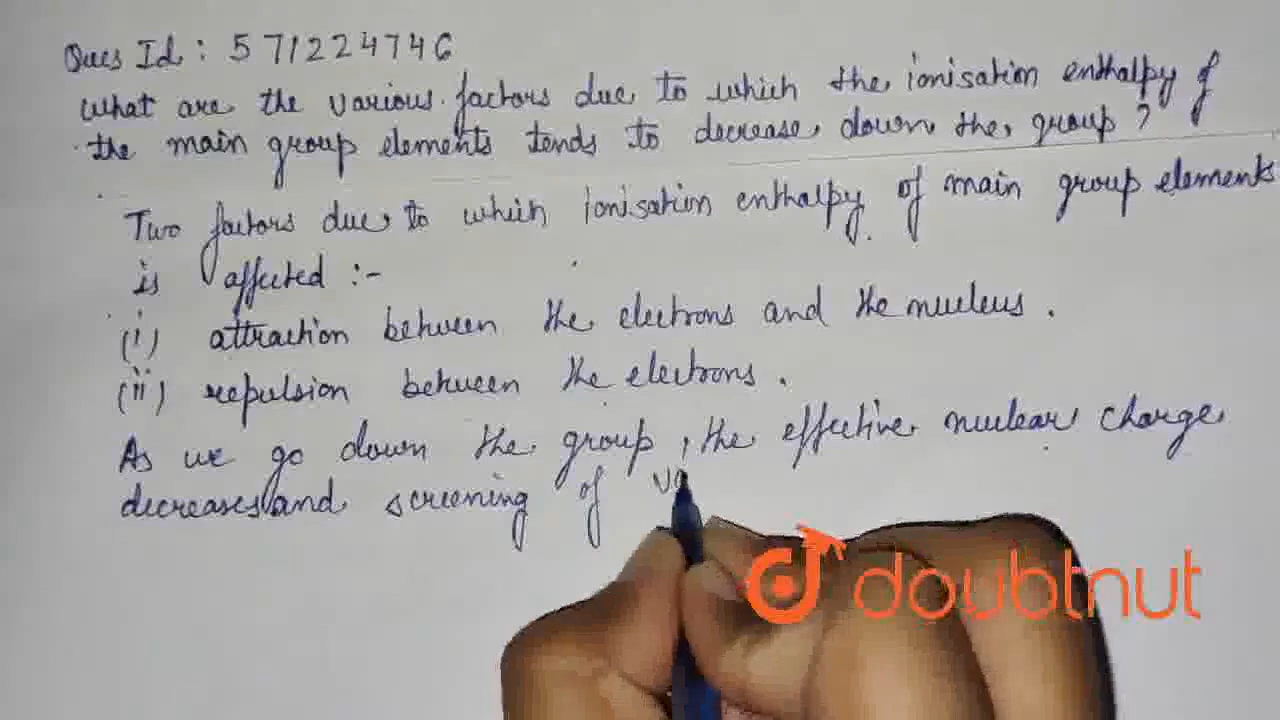 Ques Id : 571224746
What are the various factors due to which the ionisation enthalpy of
the main group elements tends to decrease down the group ?
Two factors due to which ionisation enthalpy of main group elements
is affected :-
(i) attraction between the electrons and the nucleus.
(ii) repulsion between the electrons.
As we go down the group, the effective nuclear charge
decreases and screening of va
doubtnut